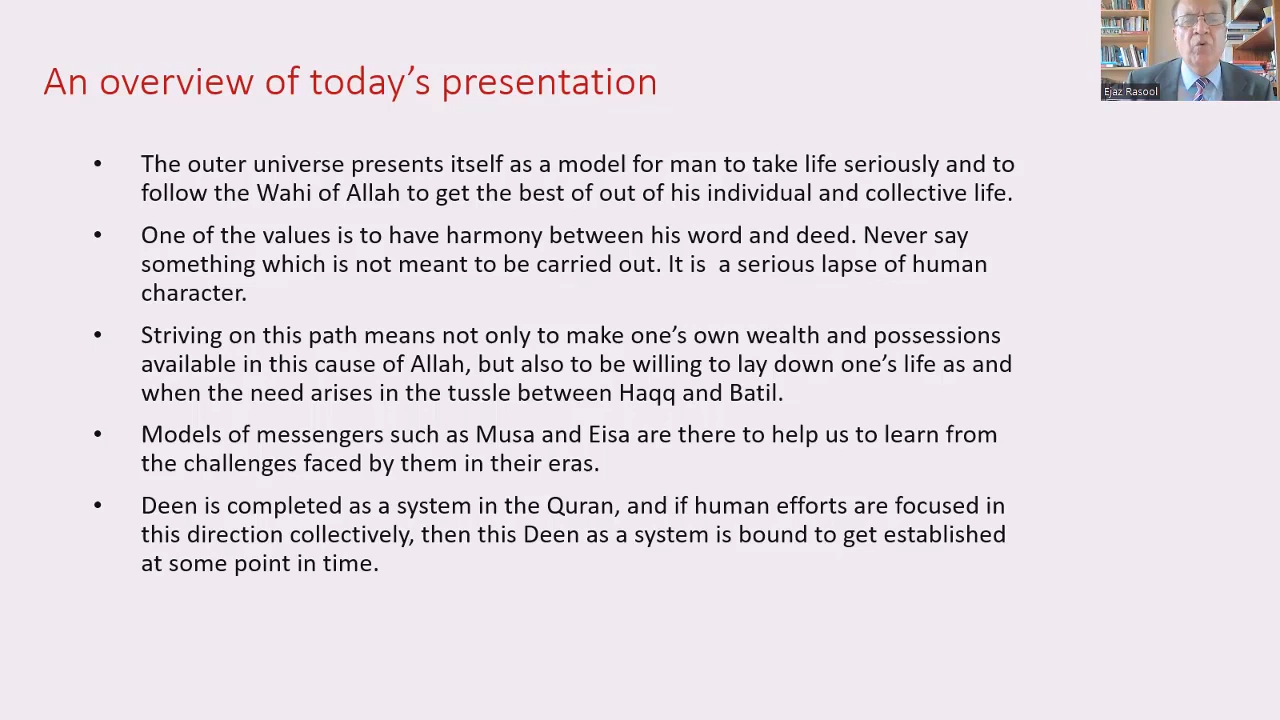 An overview of today's presentation
Ejaz Rasool
• The outer universe presents itself as a model for man to take life seriously and to
follow the Wahi of Allah to get the best of out of his individual and collective life.
• One of the values is to have harmony between his word and deed. Never say
something which is not meant to be carried out. It is a serious lapse of human
character.
• Striving on this path means not only to make one's own wealth and possessions
available in this cause of Allah, but also to be willing to lay down one's life as and
when the need arises in the tussle between Haqq and Batil.
• Models of messengers such as Musa and Eisa are there to help us to learn from
the challenges faced by them in their eras.
• Deen is completed as a system in the Quran, and if human efforts are focused in
this direction collectively, then this Deen as a system is bound to get established
at some point in time.